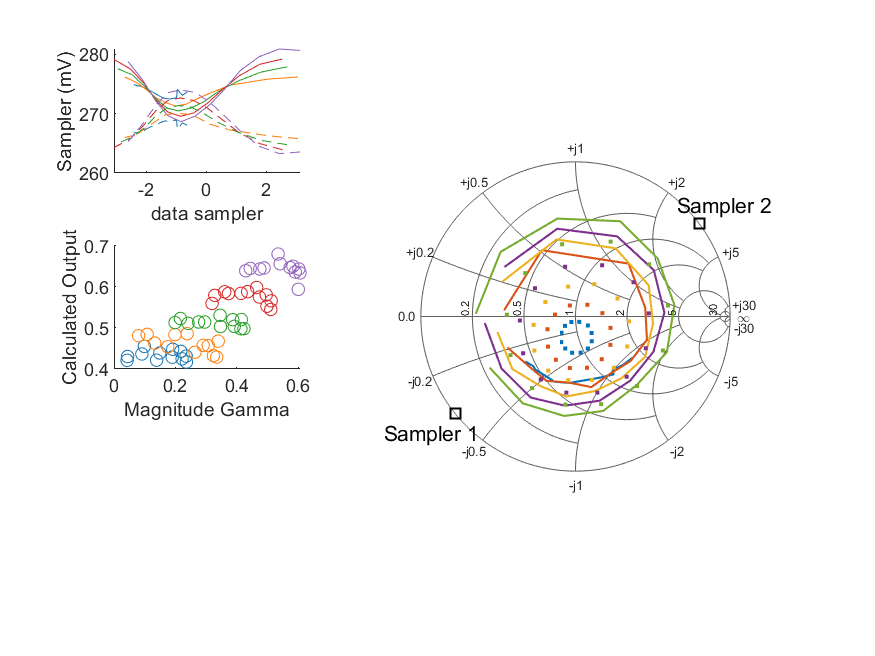 280
270
260
Sampler (mV)
-2
0
2
data sampler
0.7
0.6
0.5
0.4
Calculated Output
0
0.2
0.4
0.6
Magnitude Gamma
+j1
+j0.5
+j2
Sampler 2
+j0.2
+j5
0.0
0.2
0.5
1
2
5
30
+j30
∞
-j30
-j0.2
-j5
Sampler 1
-j0.5
-j2
-j1